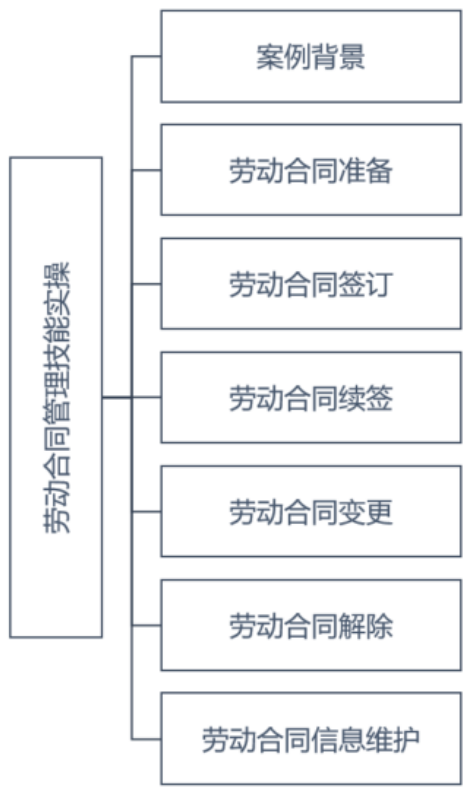 劳动合同管理技能实操
案例背景
劳动合同准备
劳动合同签订
劳动合同续签
劳动合同变更
劳动合同解除
劳动合同信息维护